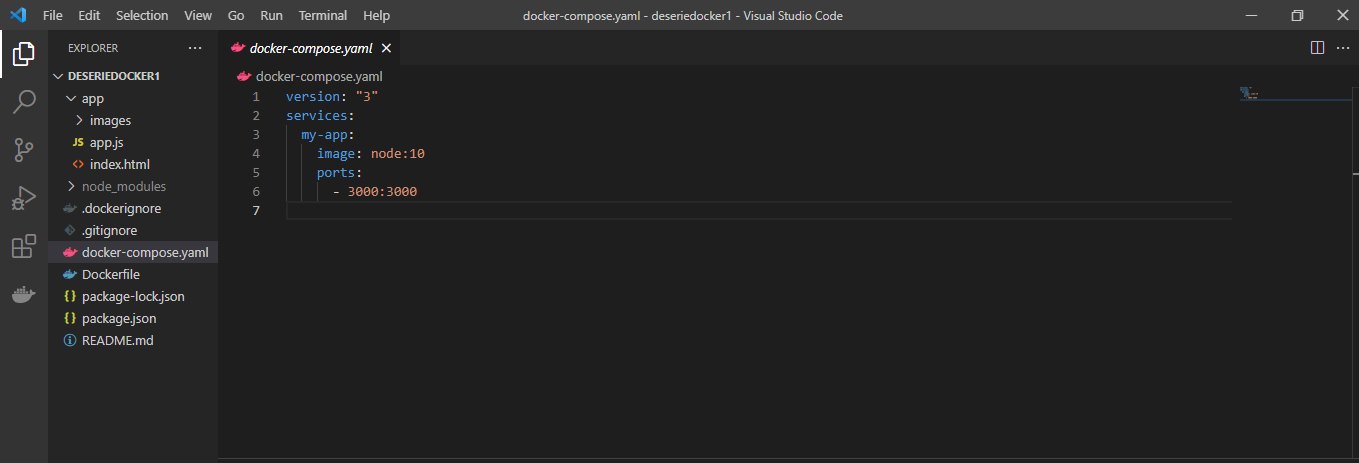 File Edit Selection View Go Run Terminal Help docker-compose.yaml - deseriedocker1 - Visual Studio Code
EXPLORER ···
DESERIEDOCKER1
app
images
JS app.js
<> index.html
node_modules
.dockerignore
.gitignore
docker-compose.yaml
Dockerfile
{} package-lock.json
{} package.json
README.md
docker-compose.yaml
docker-compose.yaml
1 version: "3"
2 services:
3 my-app:
4 image: node:10
5 ports:
6 - 3000:3000
7